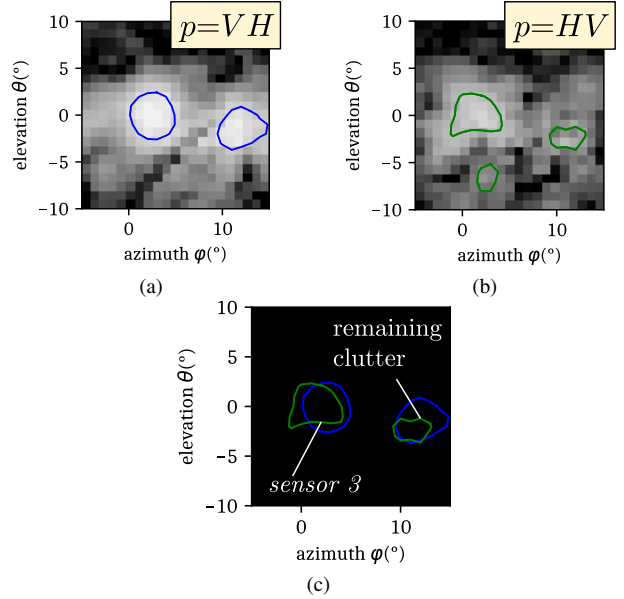 p=VH
p=HV
10
5
0
−5
−10
elevation θ(°)
0
10
azimuth φ(°)
(a)
10
5
0
−5
−10
elevation θ(°)
0
10
azimuth φ(°)
(b)
10
5
0
−5
−10
elevation θ(°)
remaining
clutter
sensor 3
0
10
azimuth φ(°)
(c)